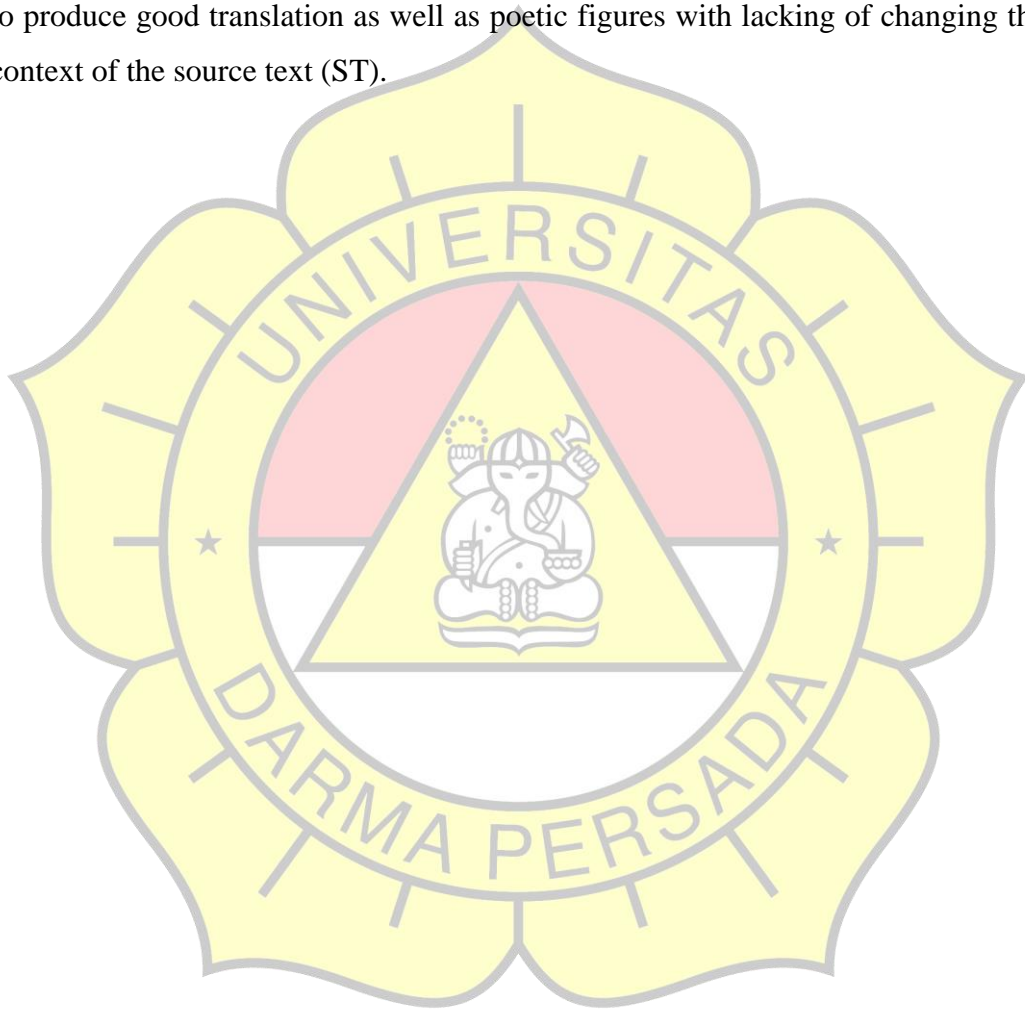 o produce good translation as well as poetic figures with lacking of changing th
context of the source text (ST).
UNIVERSITAS
DARMA PERSADA